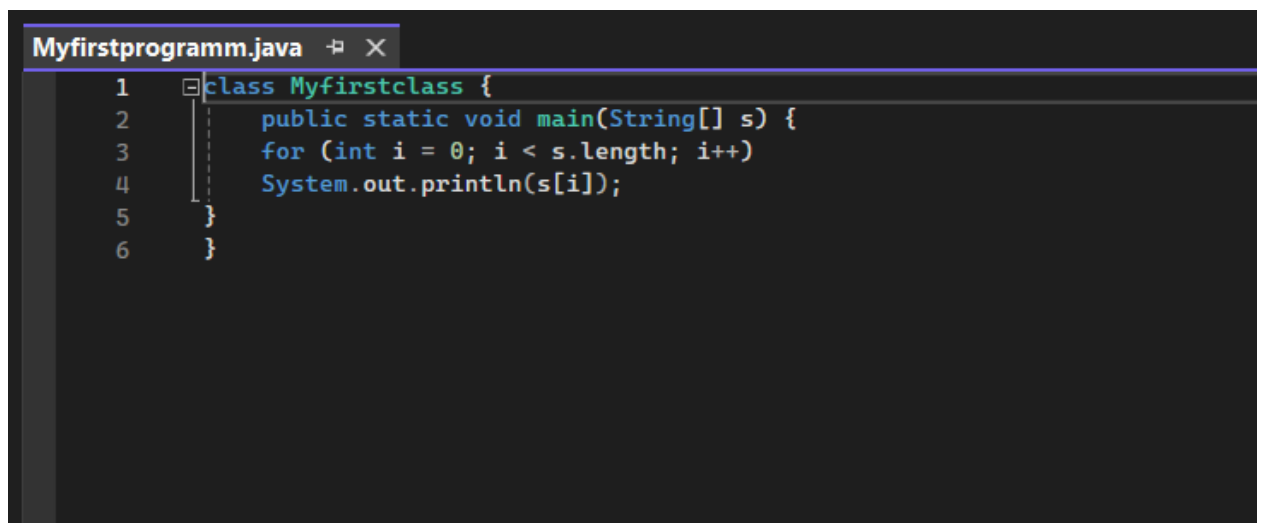 Myfirstprogramm.java
1 class Myfirstclass {
2 public static void main(String[] s) {
3 for (int i = 0; i < s.length; i++)
4 System.out.println(s[i]);
5 }
6 }